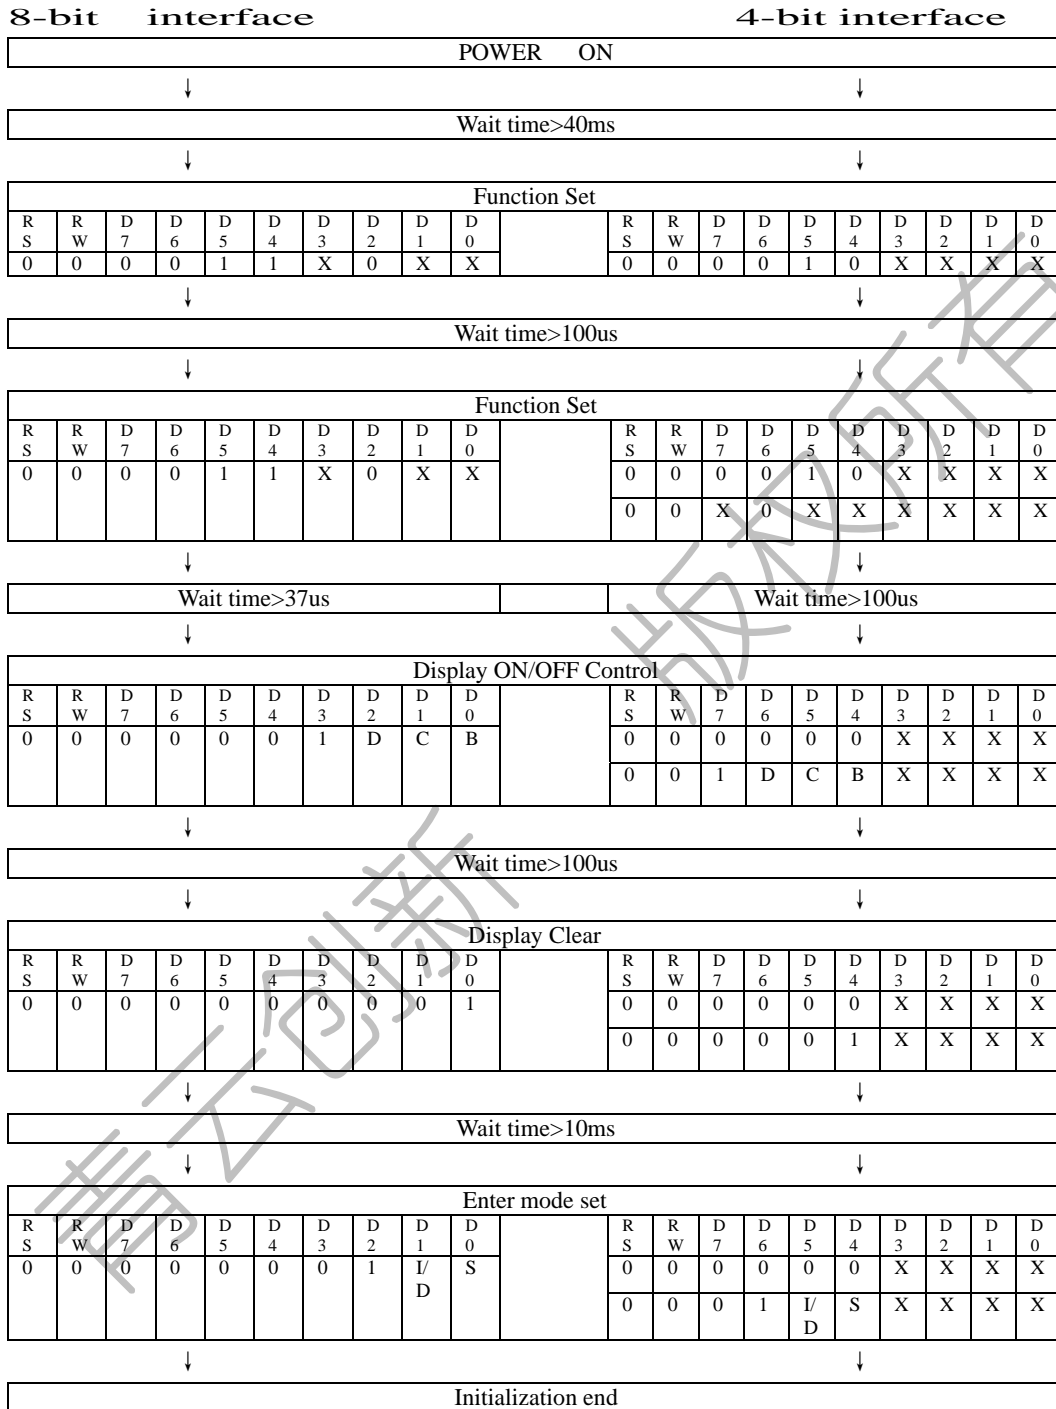 8-bit interface 4-bit interface
POWER ON
↓ ↓
Wait time>40ms
↓ ↓
Function Set
R R D D D D D D D D R R D D D D D D D D
S W 7 6 5 4 3 2 1 0 S W 7 6 5 4 3 2 1 0
0 0 0 0 1 1 X 0 X X 0 0 0 0 1 0 X X X X
↓ ↓
Wait time>100us
↓ ↓
Function Set
R R D D D D D D D D R R D D D D D D D D
S W 7 6 5 4 3 2 1 0 S W 7 6 5 4 3 2 1 0
0 0 0 0 1 1 X 0 X X 0 0 0 0 1 0 X X X X
0 0 X 0 X X X X X X
↓ ↓
Wait time>37us Wait time>100us
↓ ↓
Display ON/OFF Control
R R D D D D D D D D R R D D D D D D D D
S W 7 6 5 4 3 2 1 0 S W 7 6 5 4 3 2 1 0
0 0 0 0 0 0 1 D C B 0 0 0 0 0 0 X X X X
0 0 1 D C B X X X X
↓ ↓
Wait time>100us
↓ ↓
Display Clear
R R D D D D D D D D R R D D D D D D D D
S W 7 6 5 4 3 2 1 0 S W 7 6 5 4 3 2 1 0
0 0 0 0 0 0 0 0 0 1 0 0 0 0 0 0 X X X X
0 0 0 0 0 1 X X X X
↓ ↓
Wait time>10ms
↓ ↓
Enter mode set
R R D D D D D D D D R R D D D D D D D D
S W 7 6 5 4 3 2 1 0 S W 7 6 5 4 3 2 1 0
0 0 0 0 0 0 0 1 I/D S 0 0 0 0 0 0 X X X X
0 0 0 1 I/D S X X X X
↓ ↓
Initialization end
青云创新 版权所有